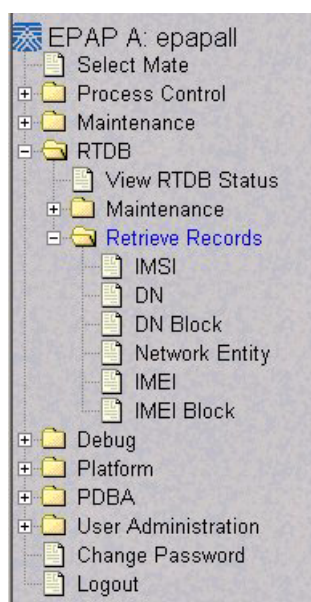 EPAP A: epapall
Select Mate
Process Control
Maintenance
RTDB
View RTDB Status
Maintenance
Retrieve Records
IMSI
DN
DN Block
Network Entity
IMEI
IMEI Block
Debug
Platform
PDBA
User Administration
Change Password
Logout